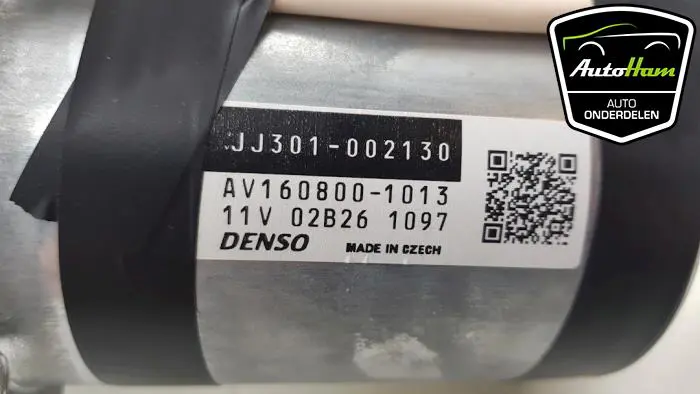 AutoHam
AUTO
ONDERDELEN
JJ301-002130
AV160800-1013
11V 02B26 1097
DENSO MADE IN CZECH